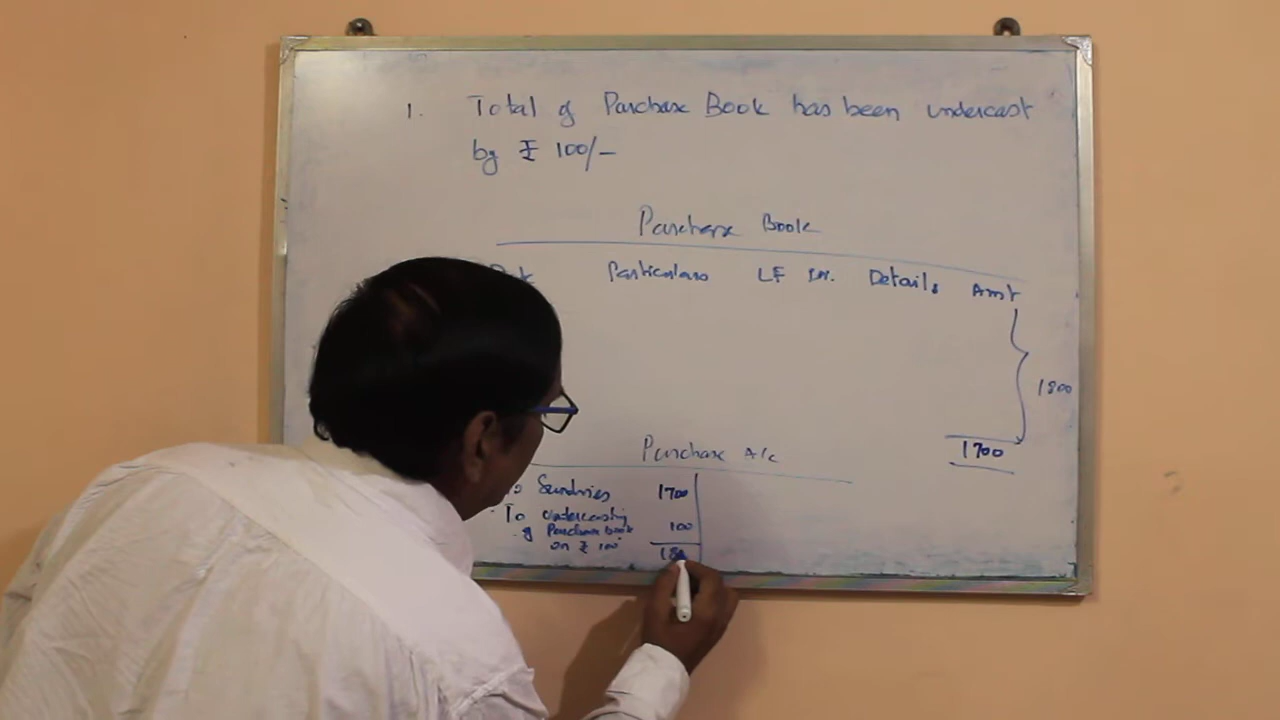 1. Total of Purchase Book has been undercast
by ₹ 100/-
Purchase Book
Particulars LF Details Amt
1800
1700
Purchase A/c
Sundries 1700
To Undercasting
of Purchase book 100
on ₹ 100